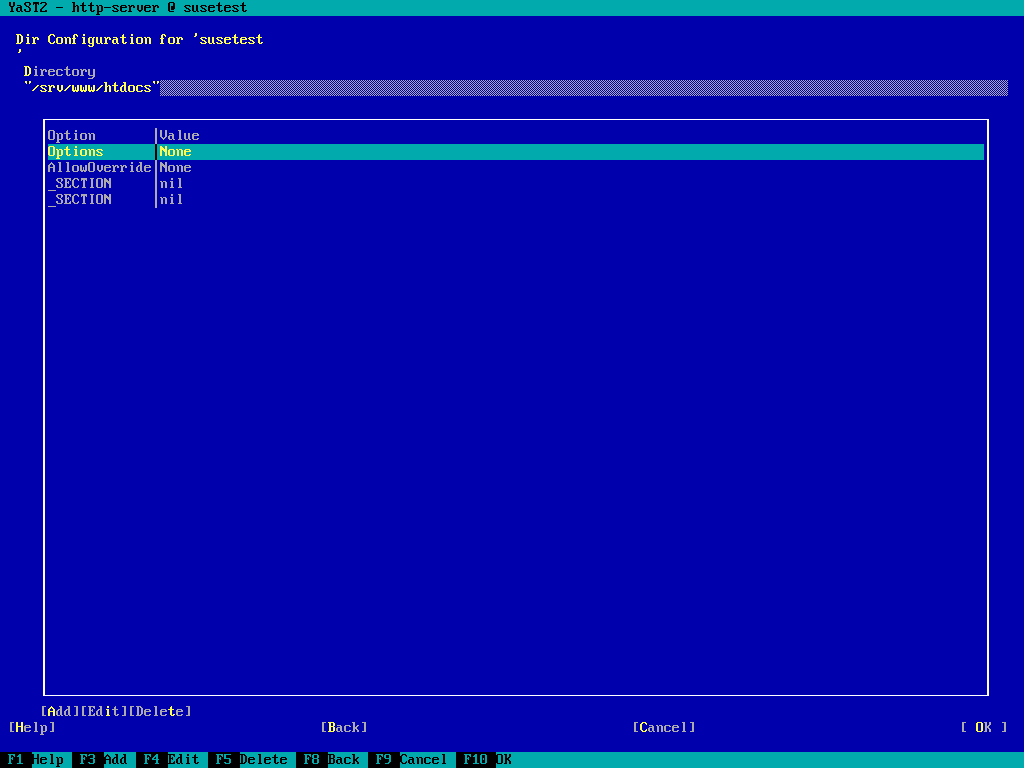 YaST2 - http-server @ susetest
Dir Configuration for 'susetest
'
Directory
"/srv/www/htdocs"
Option |Value
Options |None
AllowOverride|None
_SECTION |nil
_SECTION |nil
[Add][Edit][Delete]
[Help] [Back] [Cancel] [ OK ]
F1 Help F3 Add F4 Edit F5 Delete F8 Back F9 Cancel F10 OK